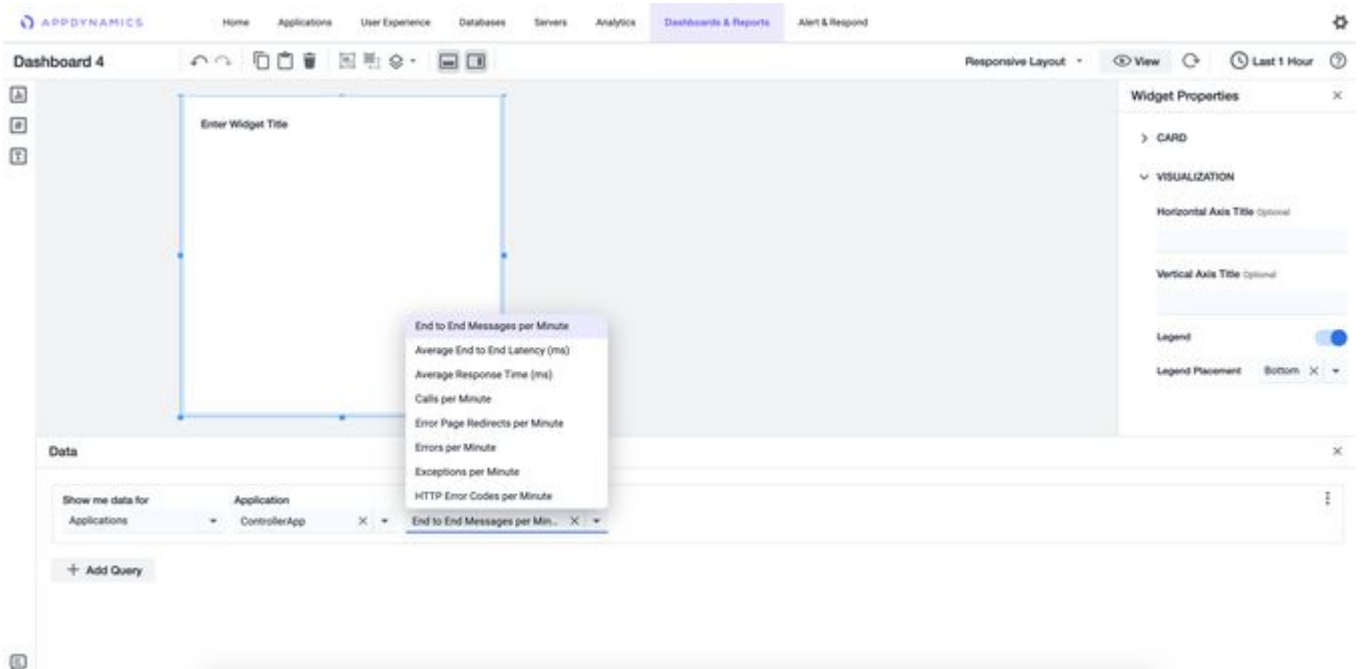 APPDYNAMICS Home Applications User Experience Databases Servers Analytics Dashboards & Reports Alert & Respond
Dashboard 4 Responsive Layout View Last 1 Hour
Widget Properties
Enter Widget Title
CARD
VISUALIZATION
Horizontal Axis Title Optional
Vertical Axis Title Optional
End to End Messages per Minute
Legend
Average End to End Latency (ms)
Legend Placement Bottom
Average Response Time (ms)
Calls per Minute
Error Page Redirects per Minute
Data
Errors per Minute
Exceptions per Minute
Show me data for Application
HTTP Error Codes per Minute
Applications ControllerApp End to End Messages per Min..
+ Add Query